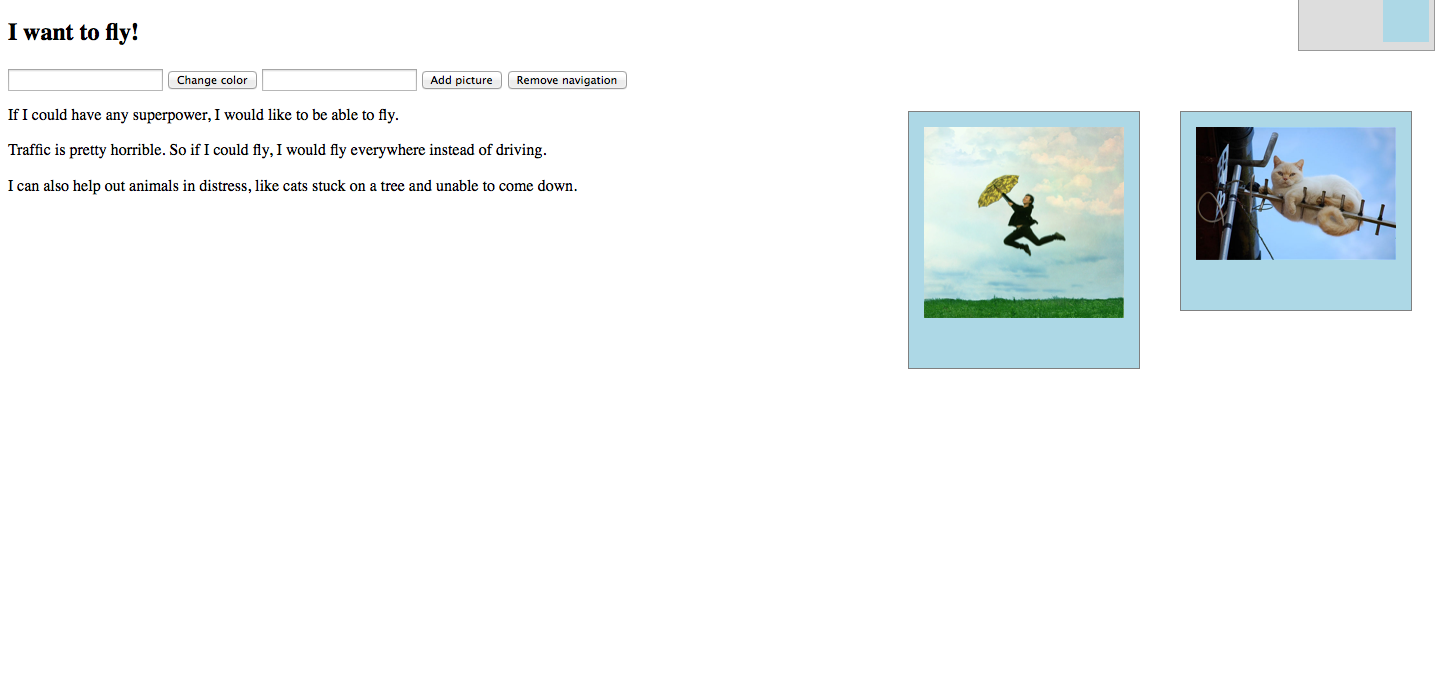 I want to fly!
Change color Add picture Remove navigation
If I could have any superpower, I would like to be able to fly.
Traffic is pretty horrible. So if I could fly, I would fly everywhere instead of driving.
I can also help out animals in distress, like cats stuck on a tree and unable to come down.